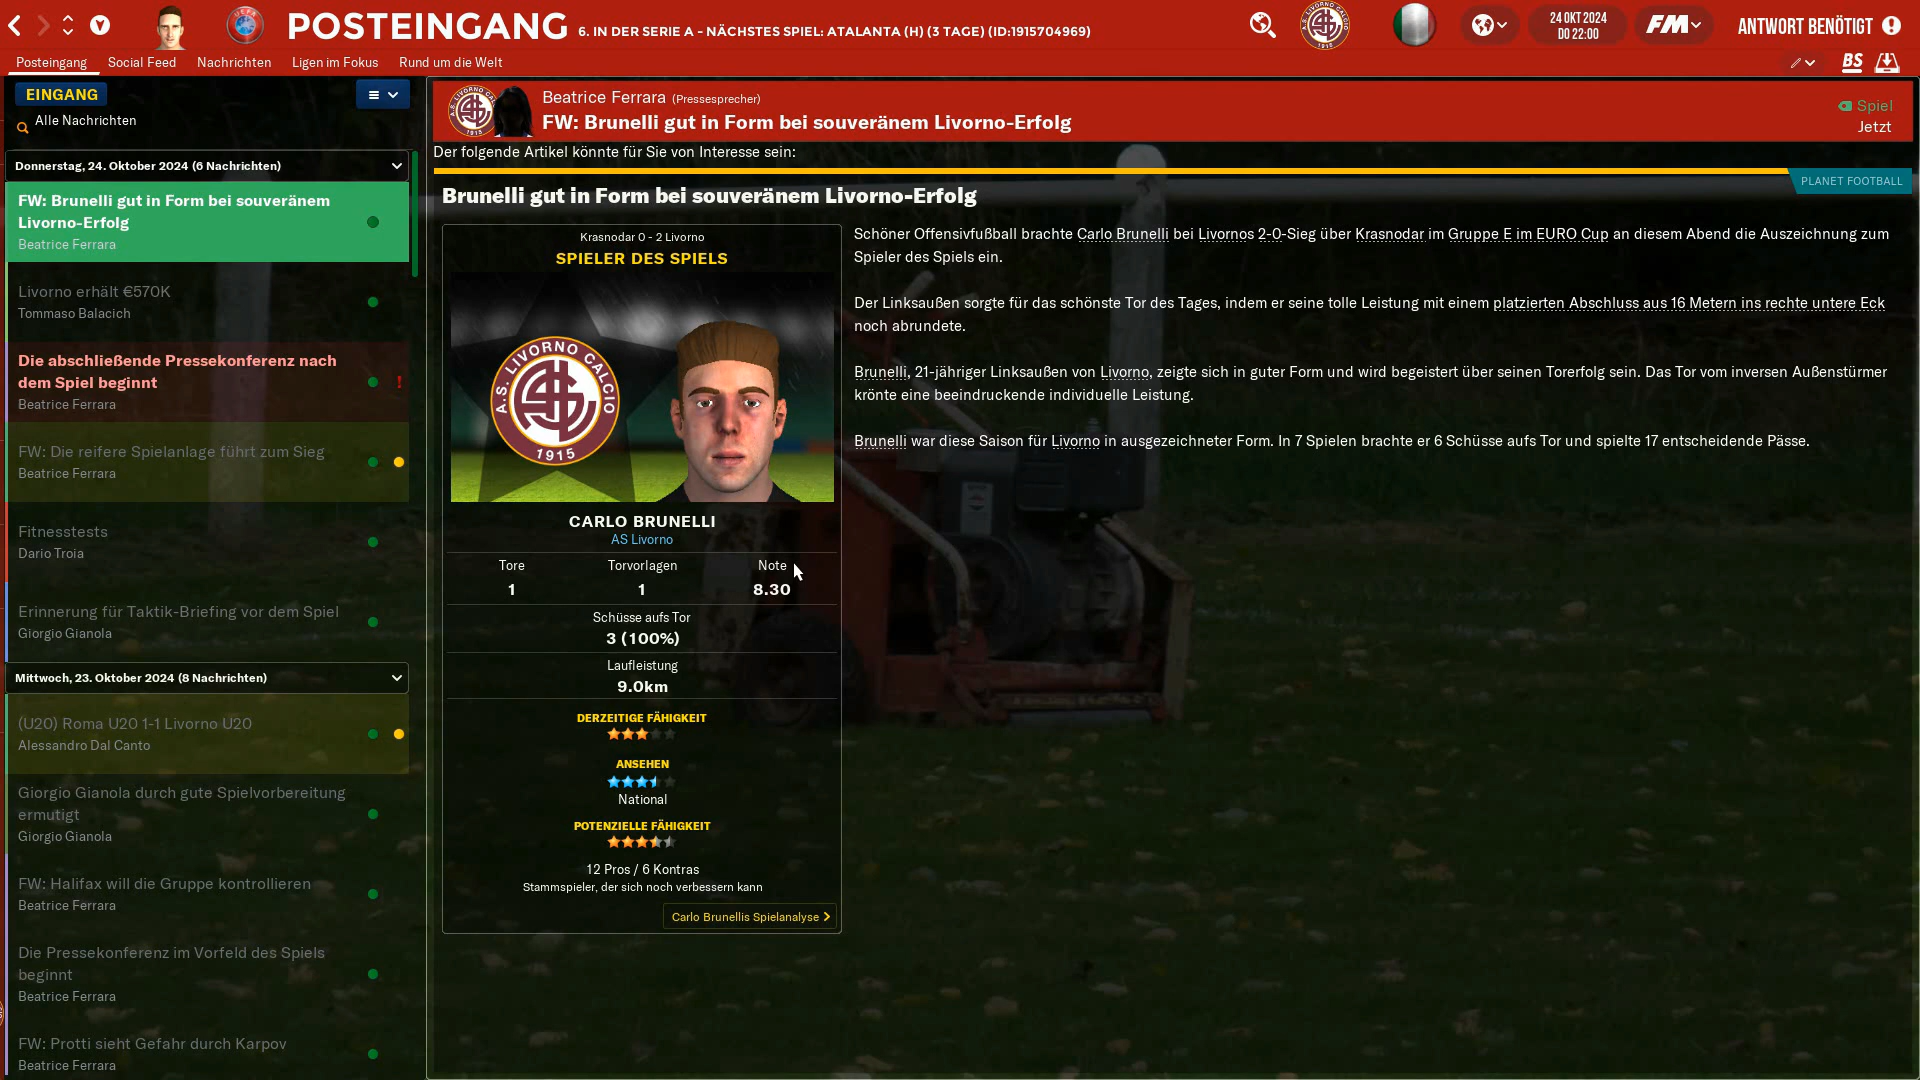 POSTEINGANG
6. IN DER SERIE A - NÄCHSTES SPIEL: ATALANTA (H) (3 TAGE) (ID:1915704969)
24 OKT 2024
DO 22:00
FM
ANTWORT BENÖTIGT
Posteingang Social Feed Nachrichten Ligen im Fokus Rund um die Welt
BS
EINGANG
Alle Nachrichten
Donnerstag, 24. Oktober 2024 (6 Nachrichten)
FW: Brunelli gut in Form bei souveränem
Livorno-Erfolg
Beatrice Ferrara
Livorno erhält €570K
Tommaso Balacich
Die abschließende Pressekonferenz nach
dem Spiel beginnt
Beatrice Ferrara
FW: Die reifere Spielanlage führt zum Sieg
Beatrice Ferrara
Fitnesstests
Dario Troia
Erinnerung für Taktik-Briefing vor dem Spiel
Giorgio Gianola
Mittwoch, 23. Oktober 2024 (8 Nachrichten)
(U20) Roma U20 1-1 Livorno U20
Alessandro Dal Canto
Giorgio Gianola durch gute Spielvorbereitung
ermutigt
Giorgio Gianola
FW: Halifax will die Gruppe kontrollieren
Beatrice Ferrara
Die Pressekonferenz im Vorfeld des Spiels
beginnt
Beatrice Ferrara
FW: Protti sieht Gefahr durch Karpov
Beatrice Ferrara
Beatrice Ferrara (Pressesprecher)
FW: Brunelli gut in Form bei souveränem Livorno-Erfolg
Spiel
Jetzt
Der folgende Artikel könnte für Sie von Interesse sein:
PLANET FOOTBALL
Brunelli gut in Form bei souveränem Livorno-Erfolg
Krasnodar 0 - 2 Livorno
SPIELER DES SPIELS
A.S. LIVORNO CALCIO
1915
CARLO BRUNELLI
AS Livorno
Tore Torvorlagen Note
1 1 8.30
Schüsse aufs Tor
3 (100%)
Laufleistung
9.0km
DERZEITIGE FÄHIGKEIT
ANSEHEN
National
POTENZIELLE FÄHIGKEIT
12 Pros / 6 Kontras
Stammspieler, der sich noch verbessern kann
Carlo Brunellis Spielanalyse
Schöner Offensivfußball brachte Carlo Brunelli bei Livornos 2-0-Sieg über Krasnodar im Gruppe E im EURO Cup an diesem Abend die Auszeichnung zum
Spieler des Spiels ein.
Der Linksaußen sorgte für das schönste Tor des Tages, indem er seine tolle Leistung mit einem platzierten Abschluss aus 16 Metern ins rechte untere Eck
noch abrundete.
Brunelli, 21-jähriger Linksaußen von Livorno, zeigte sich in guter Form und wird begeistert über seinen Torerfolg sein. Das Tor vom inversen Außenstürmer
krönte eine beeindruckende individuelle Leistung.
Brunelli war diese Saison für Livorno in ausgezeichneter Form. In 7 Spielen brachte er 6 Schüsse aufs Tor und spielte 17 entscheidende Pässe.